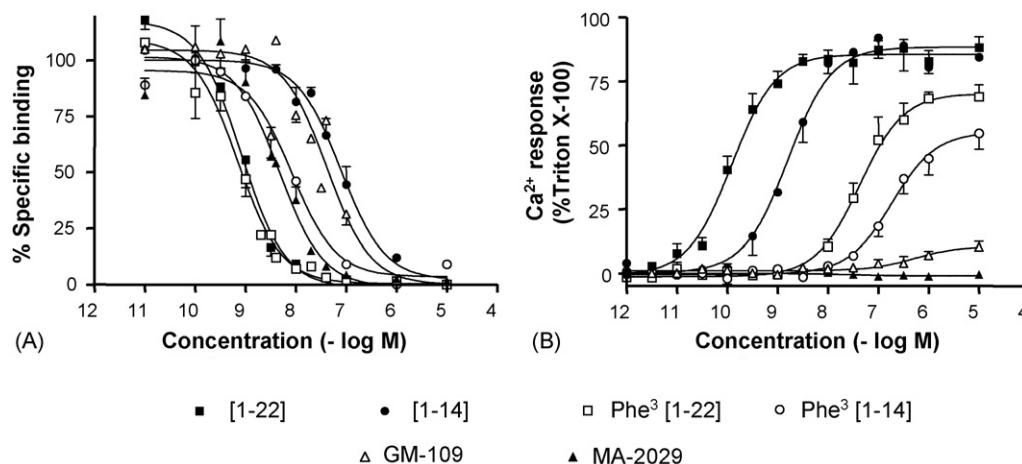 100
75
50
25
0
% Specific binding
12 11 10 9 8 7 6 5 4
(A) Concentration (- log M)
100
75
50
25
0
Ca²⁺ response
(%Triton X-100)
12 11 10 9 8 7 6 5 4
(B) Concentration (- log M)
■ [1-22] ● [1-14] □ Phe³ [1-22] ○ Phe³ [1-14]
△ GM-109 ▲ MA-2029